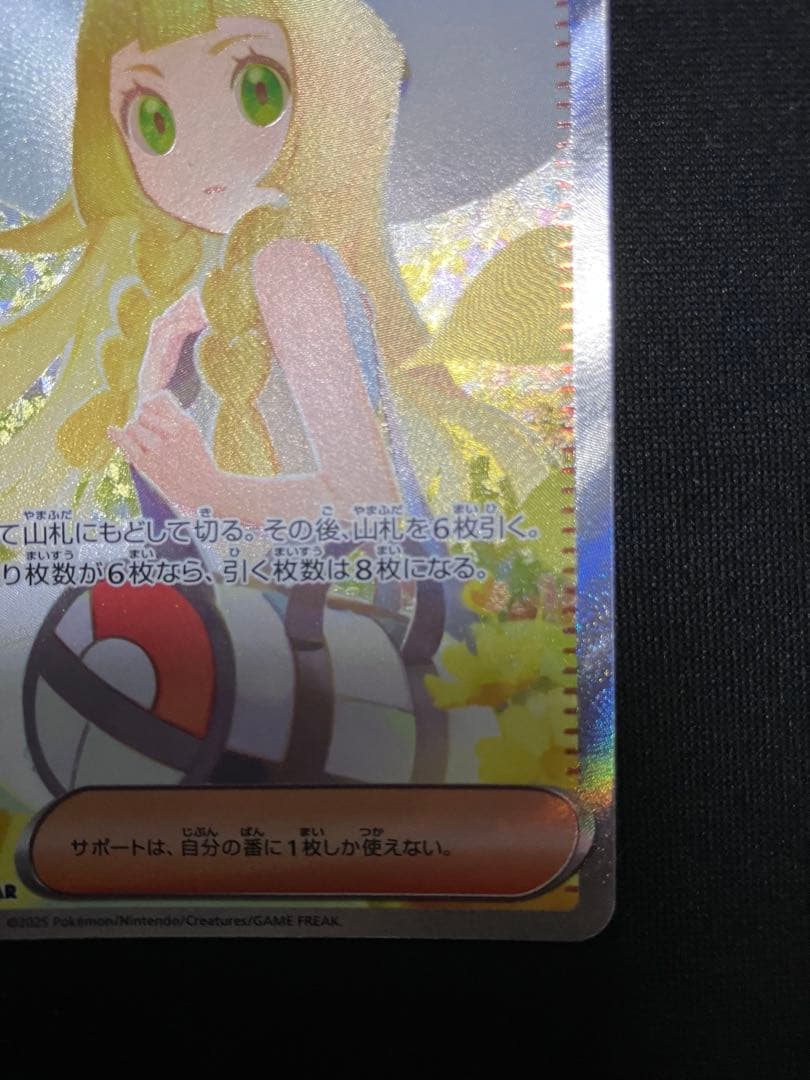 て山札にもどして切る。その後、山札を6枚引く。
り枚数が6枚なら、引く枚数は8枚になる。
サポートは、自分の番に1枚しか使えない。
AR
©2025 Pokémon/Nintendo/Creatures/GAME FREAK.